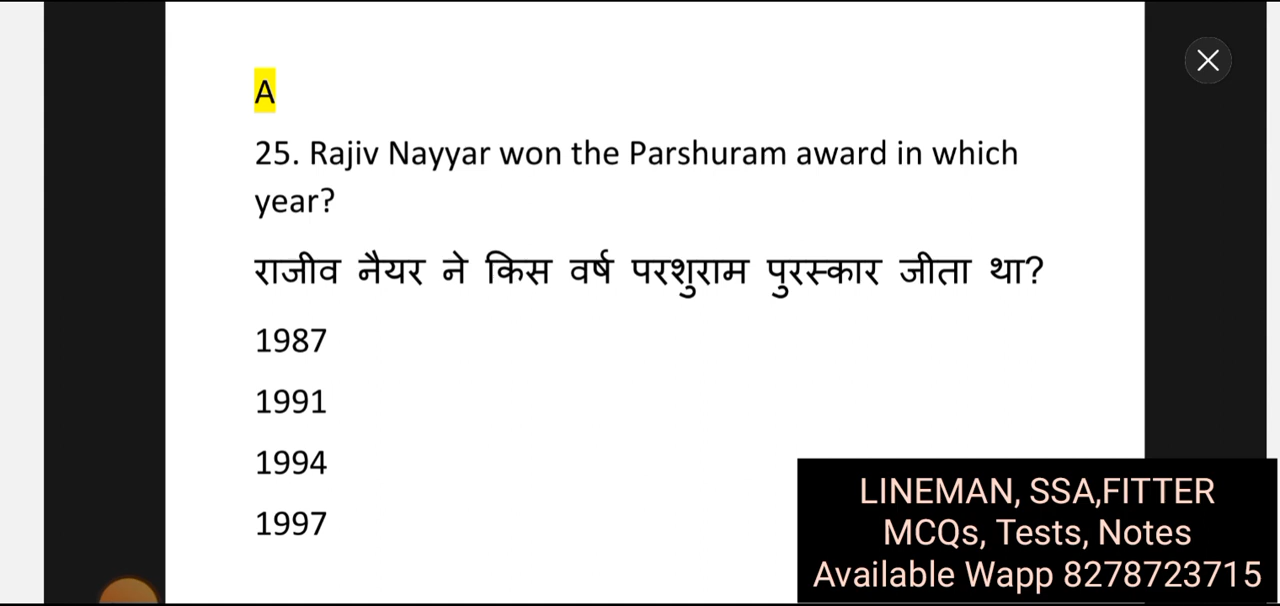 A
25. Rajiv Nayyar won the Parshuram award in which
year?
राजीव नैयर ने किस वर्ष परशुराम पुरस्कार जीता था?
1987
1991
1994
1997
LINEMAN, SSA,FITTER
MCQs, Tests, Notes
Available Wapp 8278723715